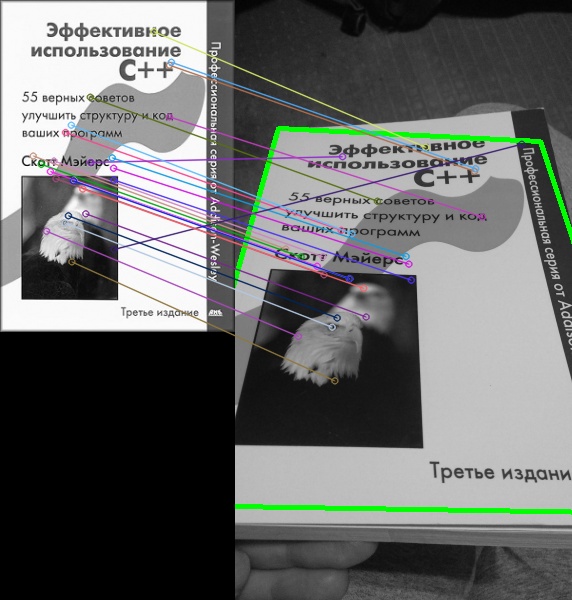 Эффективное
использование
C++
55 верных советов
улучшить структуру и код
ваших программ
Скотт Мэйерс
Третье издание
Профессиональная серия от Addison-Wesley
Эффективное
использование
C++
55 верных советов
улучшить структуру и код
ваших программ
Скотт Мэйерс
Третье издани
Профессиональная серия от Addiso